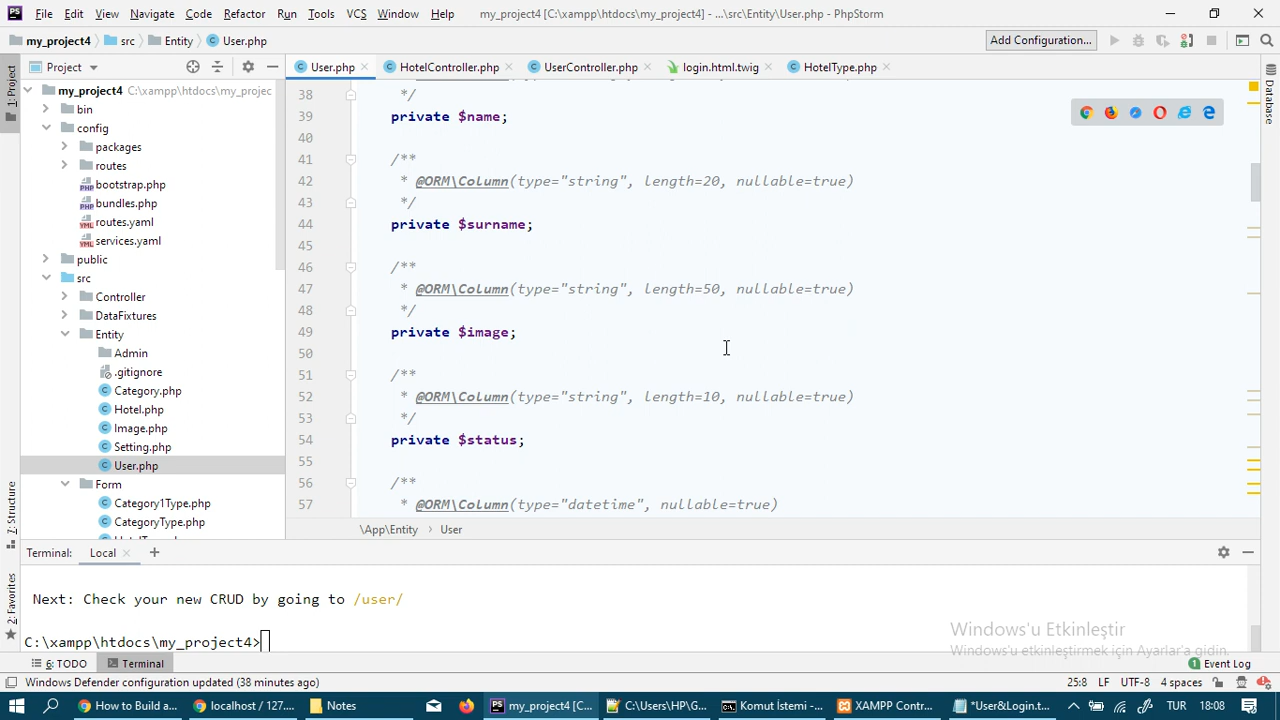 PS File Edit View Navigate Code Refactor Run Tools VCS Window Help my_project4 [C:\xampp\htdocs\my_project4] - ...\src\Entity\User.php - PhpStorm
my_project4 src Entity User.php Add Configuration...
Project User.php HotelController.php UserController.php login.html.twig HotelType.php
1: Project
Database
my_project4 C:\xampp\htdocs\my_projec
bin
config
packages
routes
bootstrap.php
bundles.php
routes.yaml
services.yaml
public
src
Controller
DataFixtures
Entity
Admin
.gitignore
Category.php
Hotel.php
Image.php
Setting.php
User.php
Form
Category1Type.php
CategoryType.php
38 */
39 private $name;
40
41 /**
42 * @ORM\Column(type="string", length=20, nullable=true)
43 */
44 private $surname;
45
46 /**
47 * @ORM\Column(type="string", length=50, nullable=true)
48 */
49 private $image;
50
51 /**
52 * @ORM\Column(type="string", length=10, nullable=true)
53 */
54 private $status;
55
56 /**
57 * @ORM\Column(type="datetime", nullable=true)
\App\Entity User
Z: Structure
2: Favorites
Terminal: Local
Next: Check your new CRUD by going to /user/
C:\xampp\htdocs\my_project4>
Windows'u Etkinleştir
Windows'u etkinleştirmek için Ayarlar'a gidin.
6: TODO Terminal 1 Event Log
Windows Defender configuration updated (38 minutes ago) 25:8 LF UTF-8 4 spaces
How to Build a... localhost / 127.... Notes my_project4 [C... C:\Users\HP\G... Komut İstemi -... XAMPP Contr... *User&Login.t... TUR 18:08